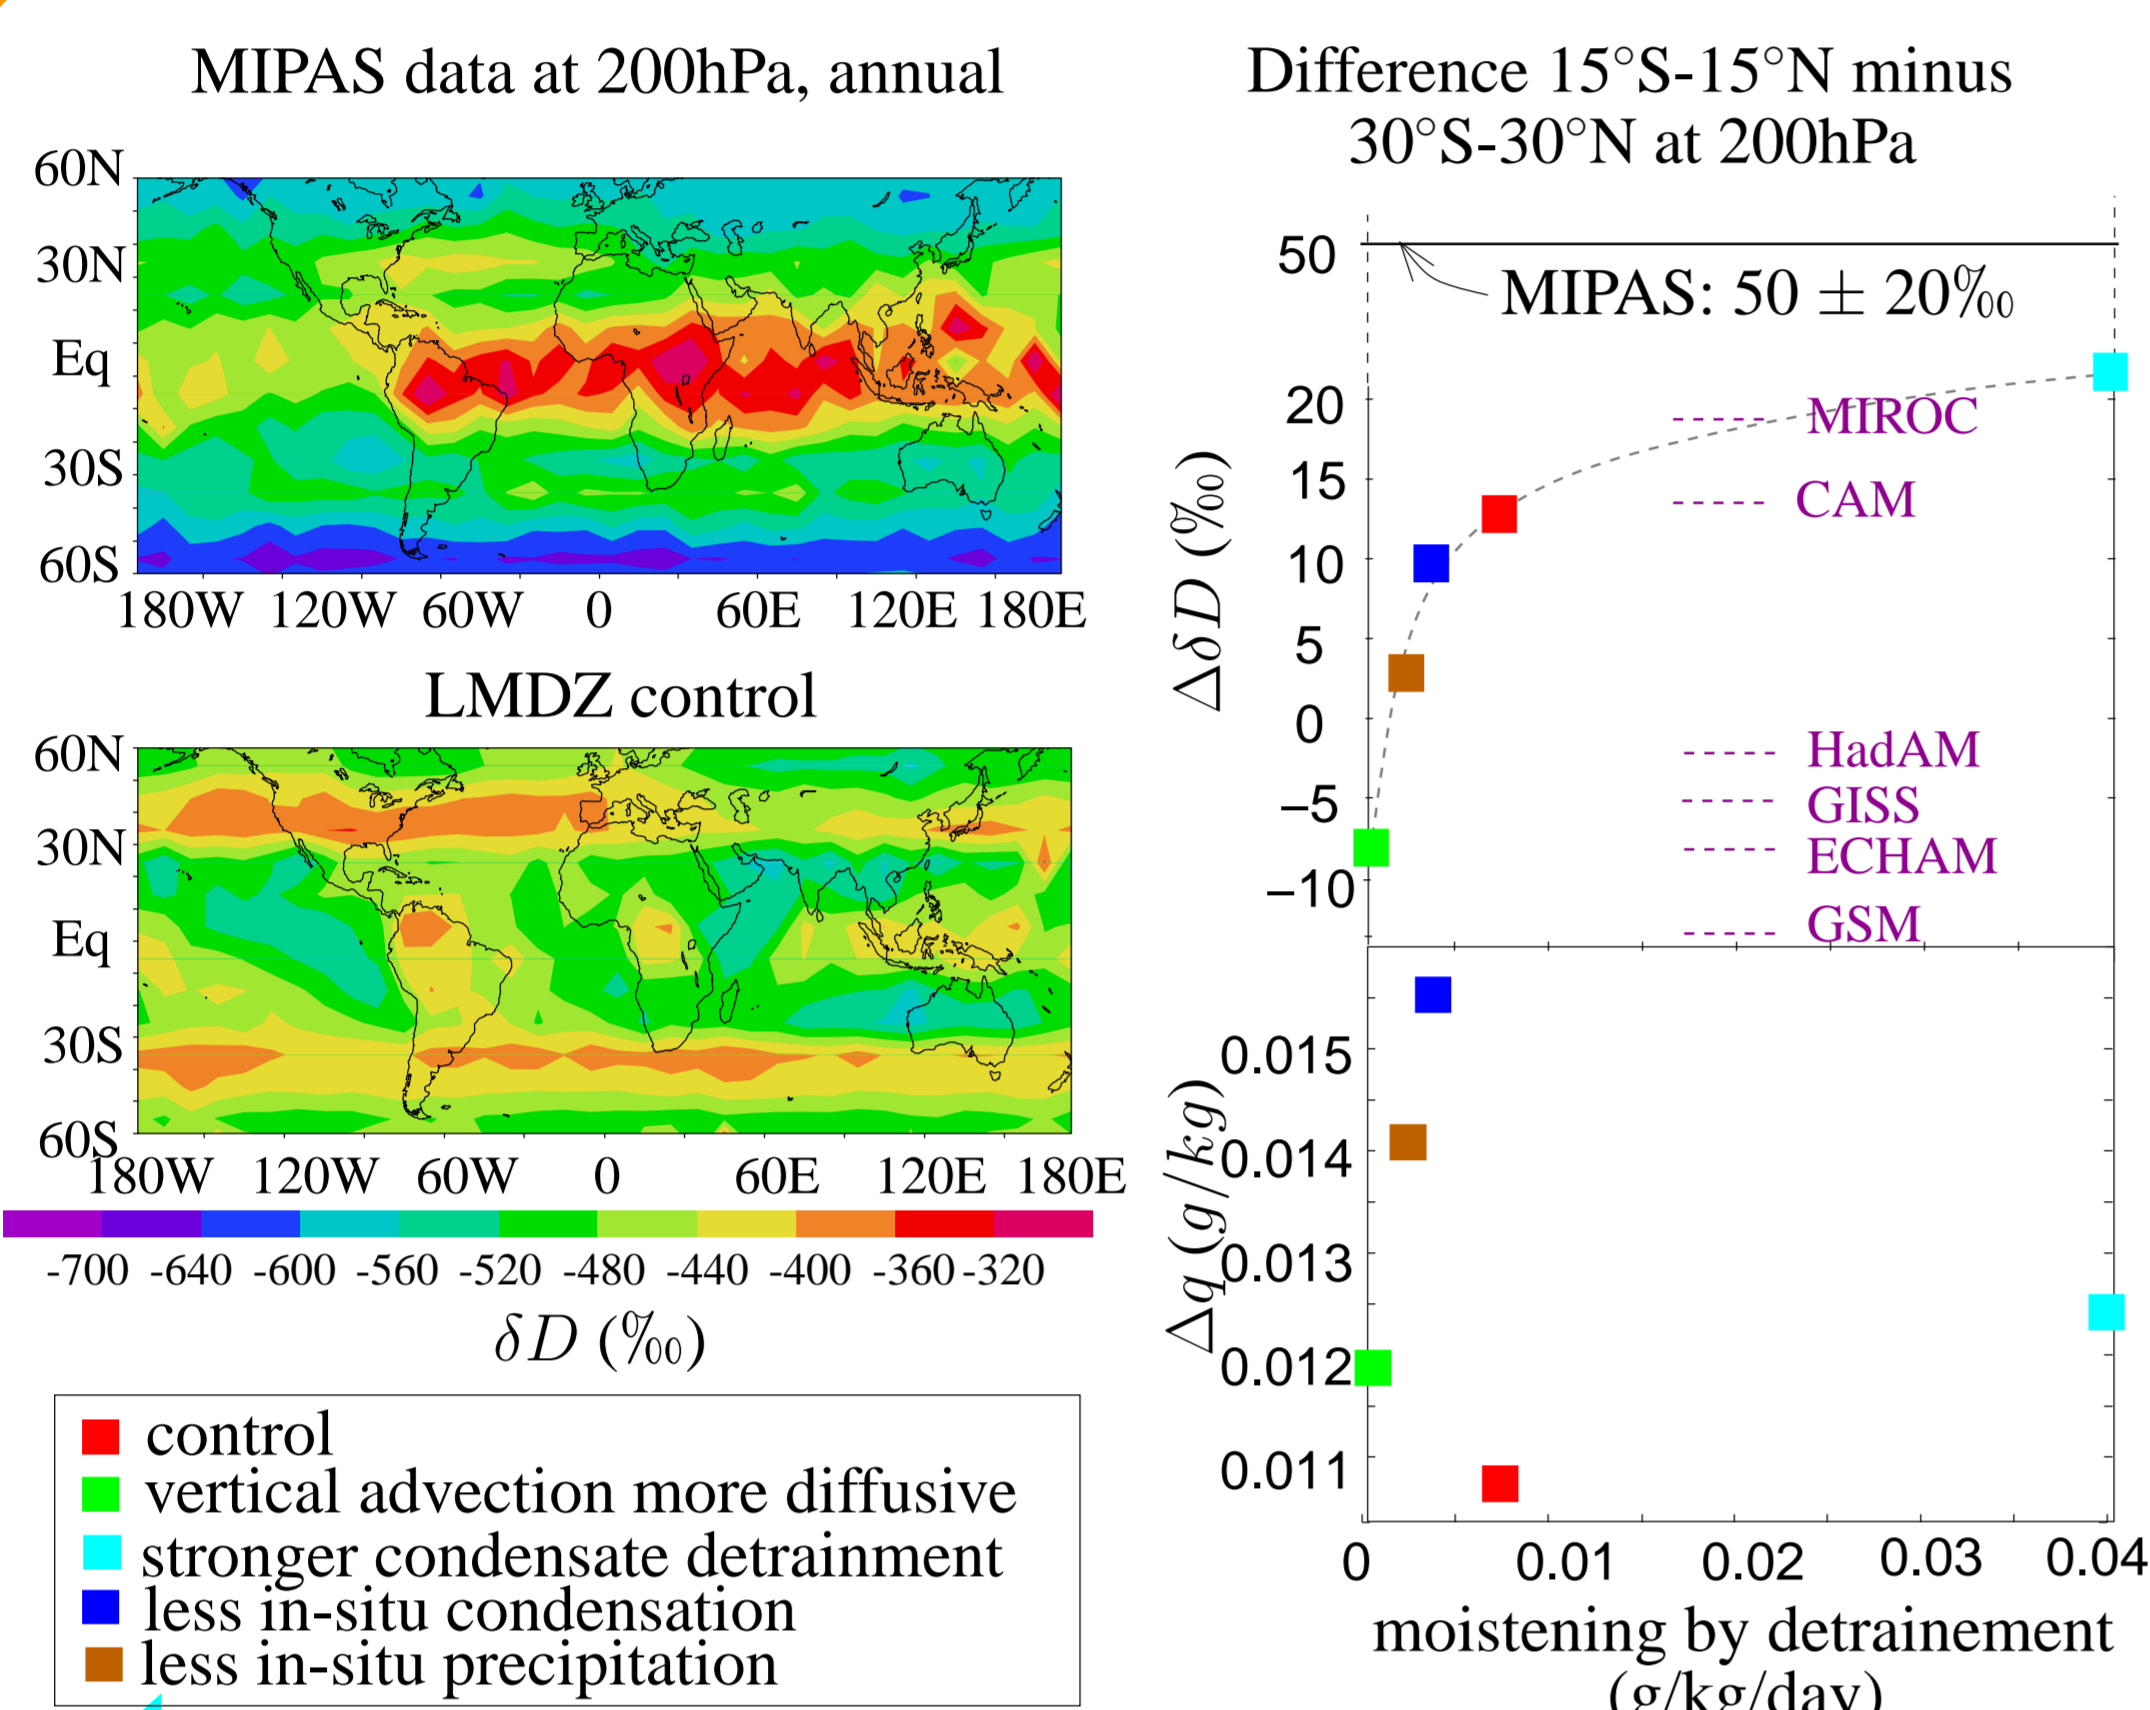 MIPAS data at 200hPa, annual
60N
30N
Eq
30S
60S
180W 120W 60W 0 60E 120E 180E
LMDZ control
60N
30N
Eq
30S
60S
180W 120W 60W 0 60E 120E 180E
-700 -640 -600 -560 -520 -480 -440 -400 -360 -320
δD (‰)
control
vertical advection more diffusive
stronger condensate detrainment
less in-situ condensation
less in-situ precipitation
Difference 15°S-15°N minus
30°S-30°N at 200hPa
50
MIPAS: 50 ± 20‰
20
15
10
5
0
−5
−10
ΔδD (‰)
MIROC
CAM
HadAM
GISS
ECHAM
GSM
0.015
0.014
0.013
0.012
0.011
Δq (g/kg)
0 0.01 0.02 0.03 0.04
moistening by detrainement
(g/kg/day)